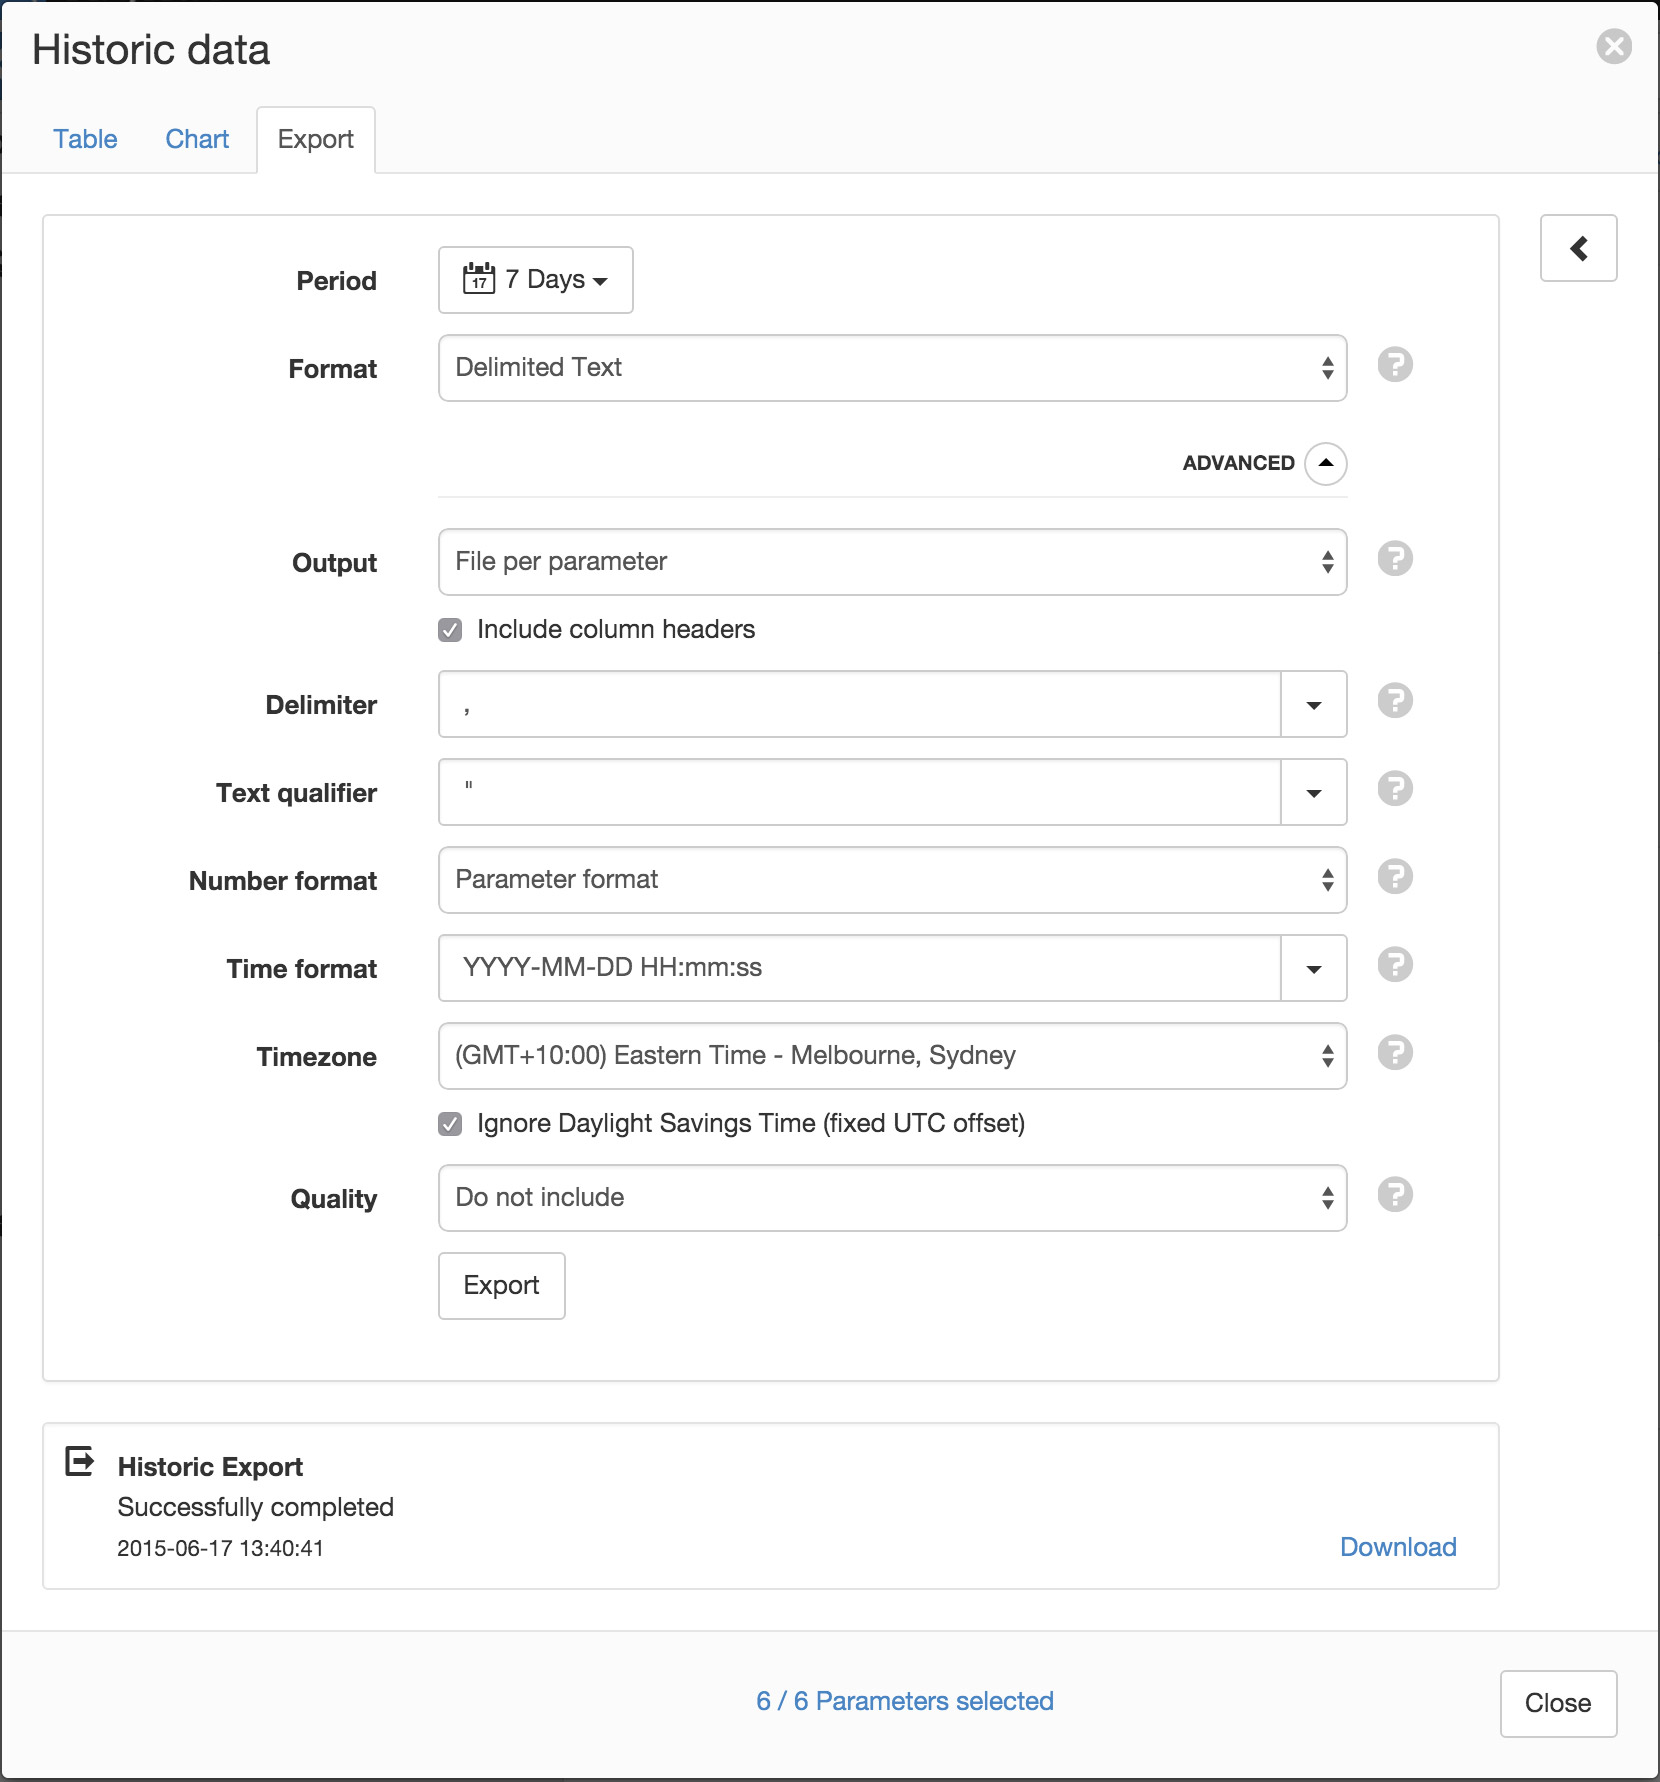 Historic data
Table Chart Export
Period 17 7 Days
Format Delimited Text ?
ADVANCED
Output File per parameter ?
Include column headers
Delimiter , ?
Text qualifier " ?
Number format Parameter format ?
Time format YYYY-MM-DD HH:mm:ss ?
Timezone (GMT+10:00) Eastern Time - Melbourne, Sydney ?
Ignore Daylight Savings Time (fixed UTC offset)
Quality Do not include ?
Export
Historic Export
Successfully completed
2015-06-17 13:40:41 Download
6 / 6 Parameters selected Close